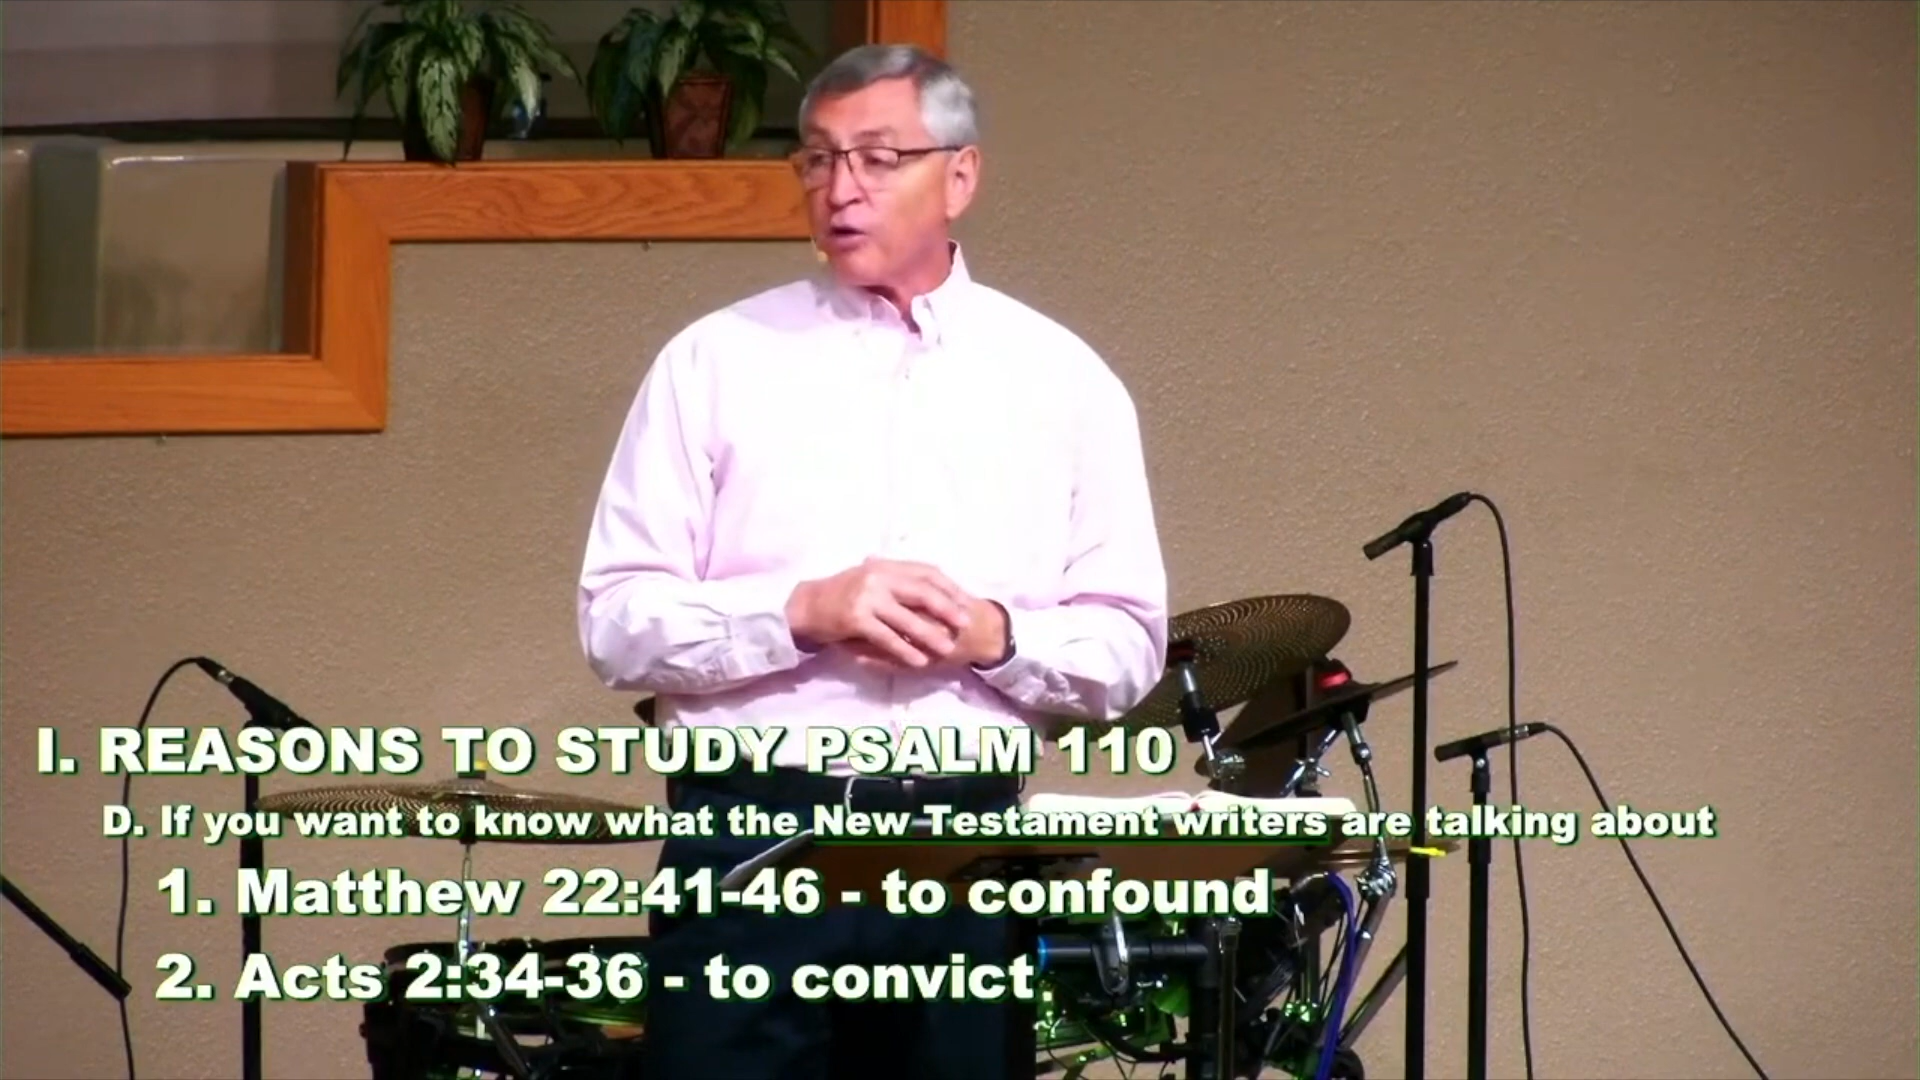 I. REASONS TO STUDY PSALM 110
D. If you want to know what the New Testament writers are talking about
1. Matthew 22:41-46 - to confound
2. Acts 2:34-36 - to convict.